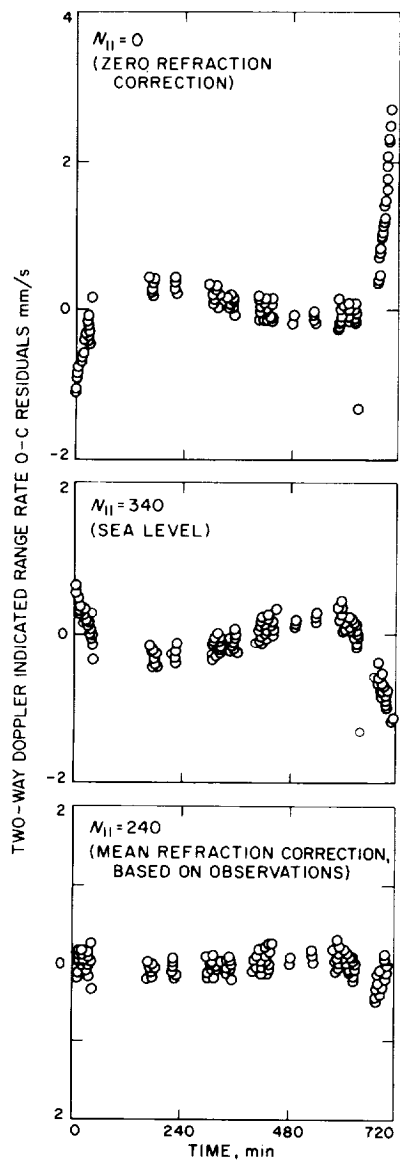 TWO-WAY DOPPLER INDICATED RANGE RATE O-C RESIDUALS mm/s
4
N₁₁=0
(ZERO REFRACTION
CORRECTION)
2
0
-2
2
N₁₁=340
(SEA LEVEL)
0
-2
2
N₁₁=240
(MEAN REFRACTION CORRECTION,
BASED ON OBSERVATIONS)
0
2
0 240 480 720
TIME, min